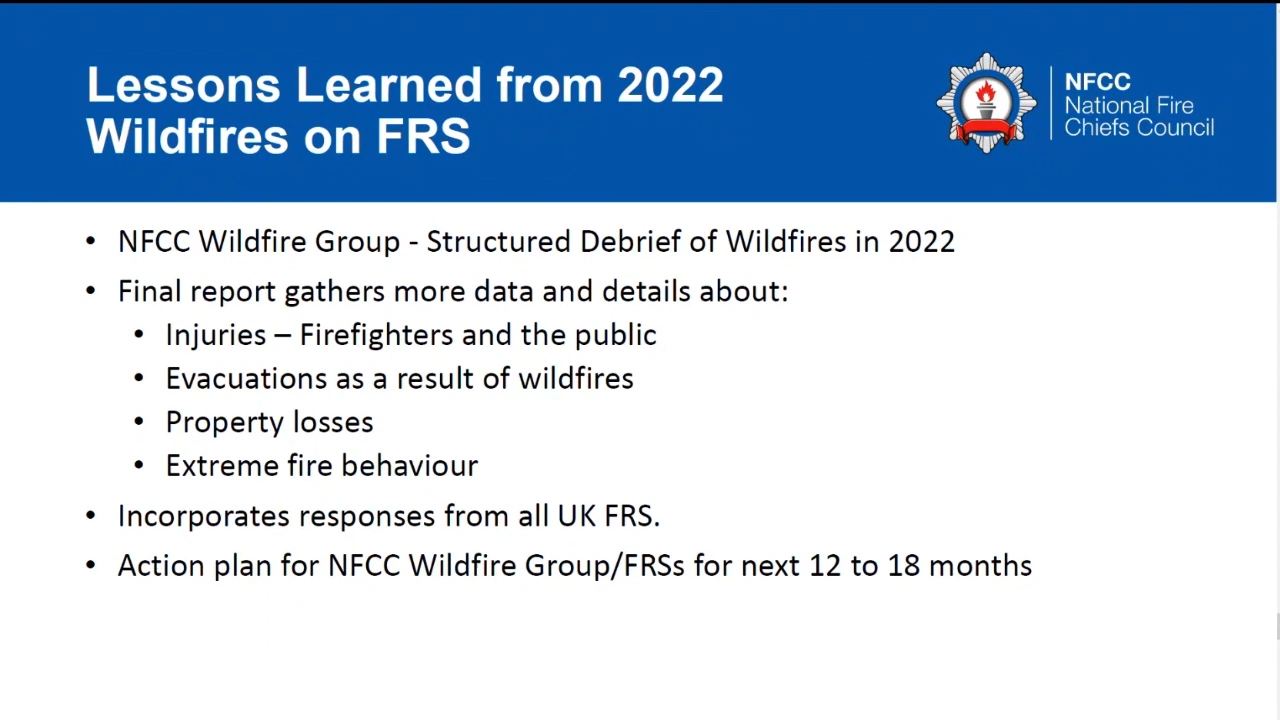 Lessons Learned from 2022
Wildfires on FRS
NFCC
National Fire
Chiefs Council
• NFCC Wildfire Group - Structured Debrief of Wildfires in 2022
• Final report gathers more data and details about:
• Injuries – Firefighters and the public
• Evacuations as a result of wildfires
• Property losses
• Extreme fire behaviour
• Incorporates responses from all UK FRS.
• Action plan for NFCC Wildfire Group/FRSs for next 12 to 18 months